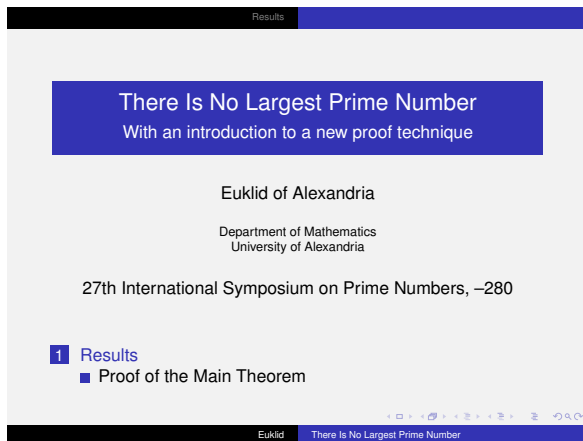 Results
There Is No Largest Prime Number
With an introduction to a new proof technique
Euklid of Alexandria
Department of Mathematics
University of Alexandria
27th International Symposium on Prime Numbers, –280
1 Results
Proof of the Main Theorem
Euklid There Is No Largest Prime Number